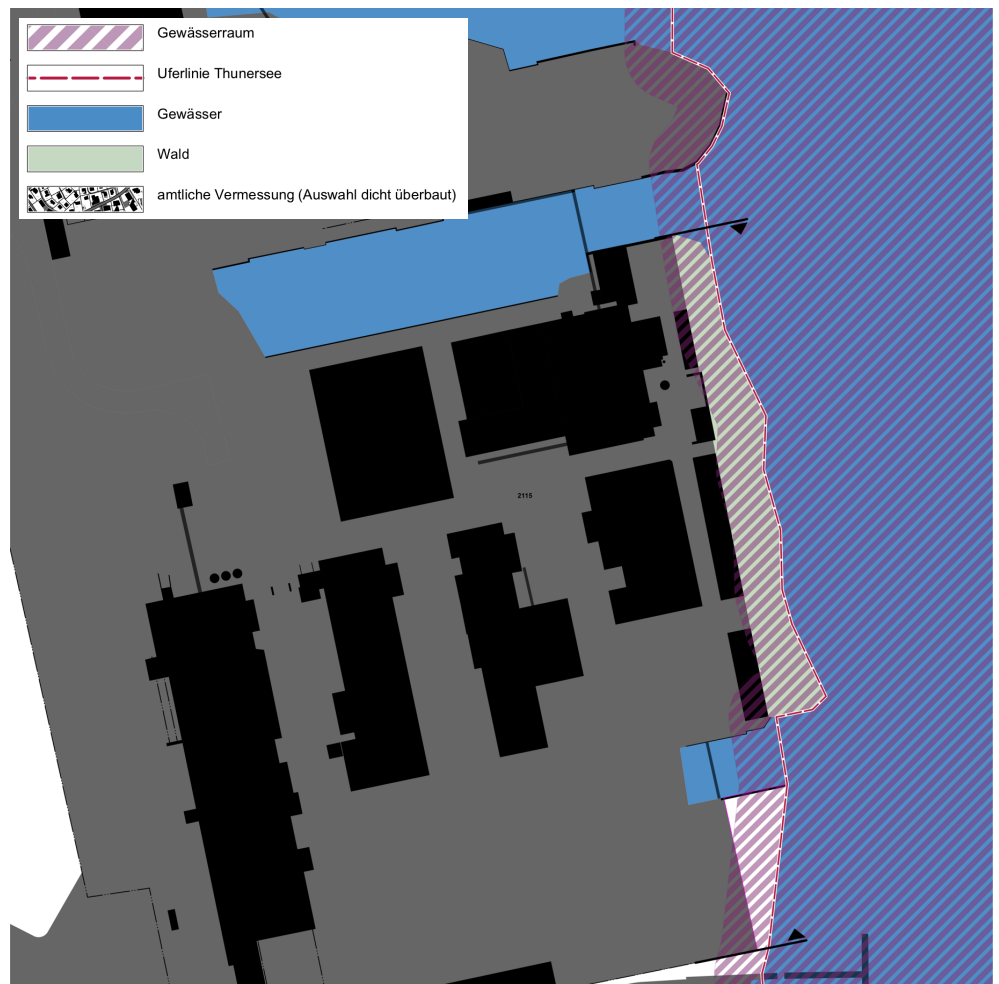 Gewässerraum
Uferlinie Thunersee
Gewässer
Wald
amtliche Vermessung (Auswahl dicht überbaut)
2115